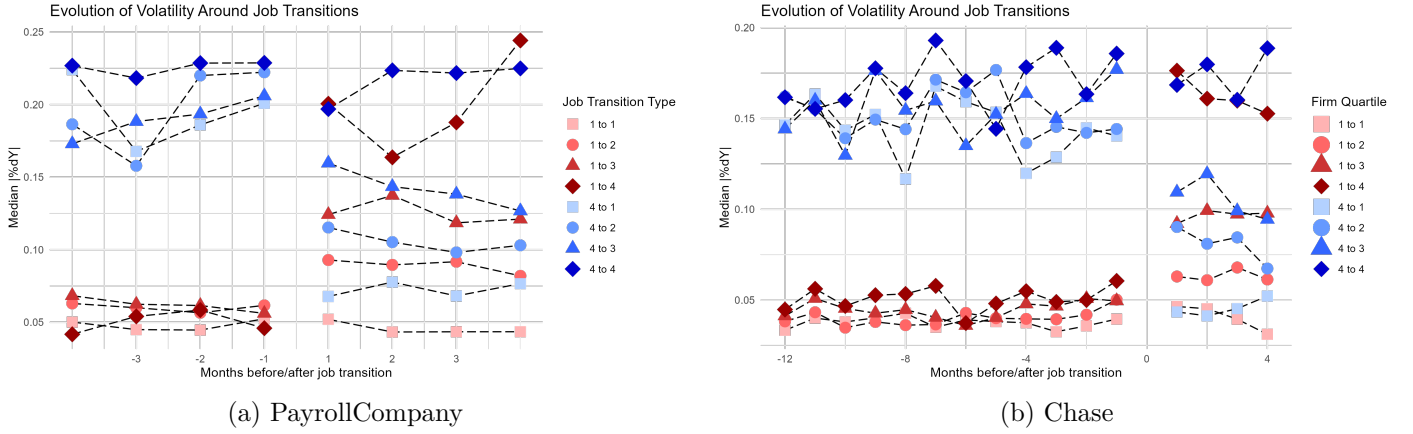 Evolution of Volatility Around Job Transitions
Median |%dY|
0.25
0.20
0.15
0.10
0.05
-3
-2
-1
1
2
3
Months before/after job transition
Job Transition Type
1 to 1
1 to 2
1 to 3
1 to 4
4 to 1
4 to 2
4 to 3
4 to 4
(a) PayrollCompany
Evolution of Volatility Around Job Transitions
Median |%dY|
0.20
0.15
0.10
0.05
-12
-8
-4
0
4
Months before/after job transition
Firm Quartile
1 to 1
1 to 2
1 to 3
1 to 4
4 to 1
4 to 2
4 to 3
4 to 4
(b) Chase